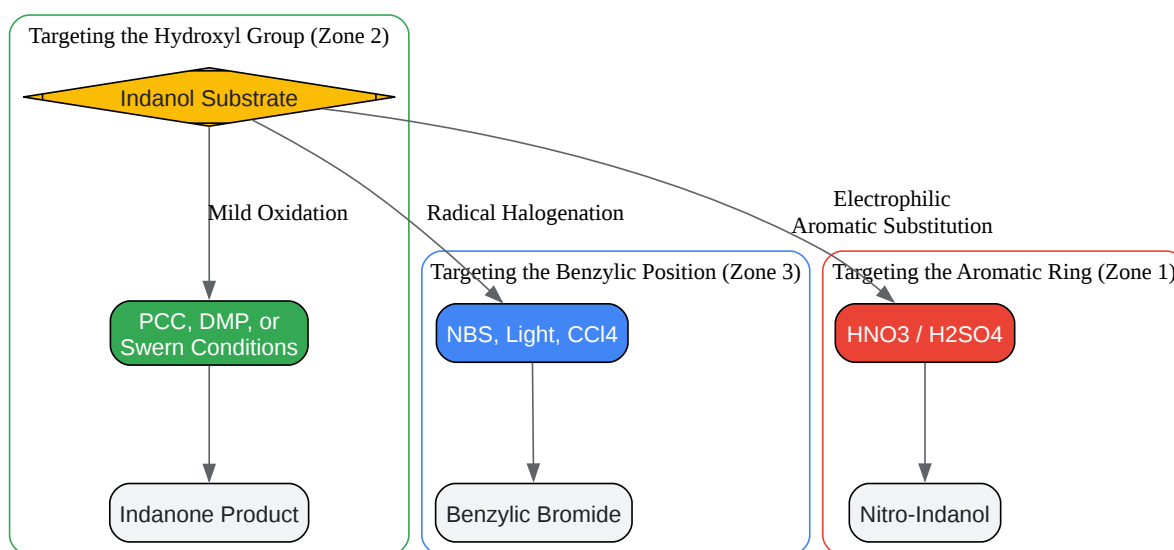 Targeting the Hydroxyl Group (Zone 2)
Indanol Substrate
Mild Oxidation
Radical Halogenation
Electrophilic
Aromatic Substitution
Targeting the Benzylic Position (Zone 3)
Targeting the Aromatic Ring (Zone 1)
PCC, DMP, or
Swern Conditions
NBS, Light, CCl4
HNO3 / H2SO4
Indanone Product
Benzylic Bromide
Nitro-Indanol